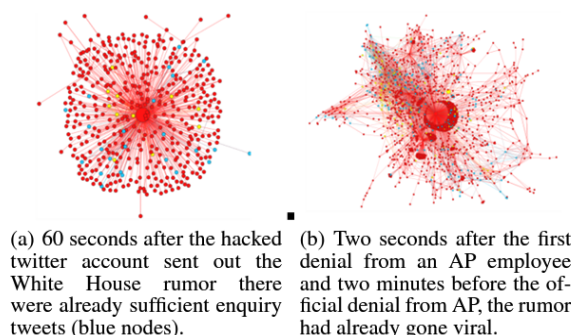 (a) 60 seconds after the hacked
twitter account sent out the
White House rumor there
were already sufficient enquiry
tweets (blue nodes).
(b) Two seconds after the first
denial from an AP employee
and two minutes before the of-
ficial denial from AP, the rumor
had already gone viral.